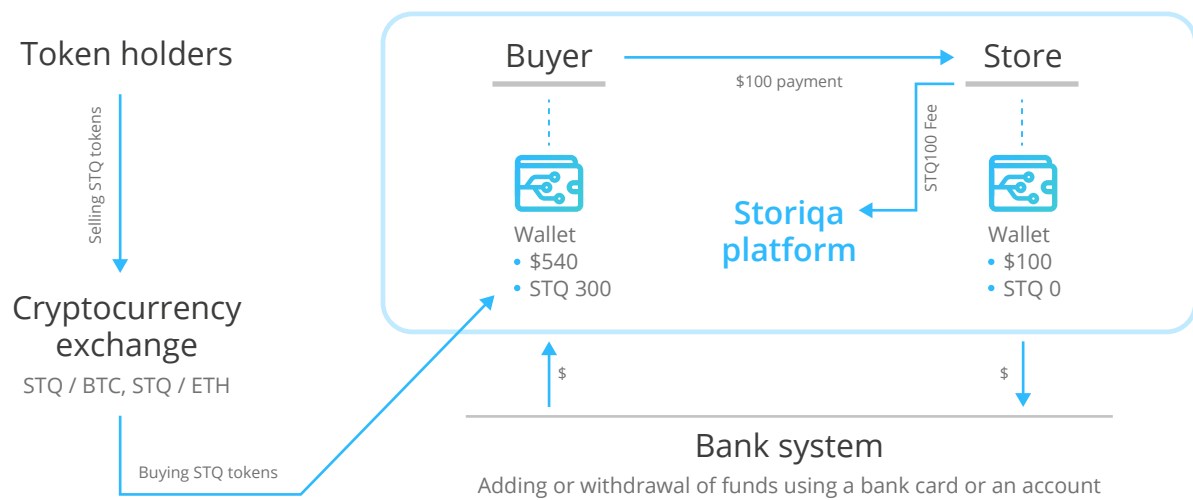 Token holders
Selling STQ tokens
Cryptocurrency
exchange
STQ / BTC, STQ / ETH
Buying STQ tokens
Buyer
$100 payment
Store
STQ100 Fee
Storiqa
platform
Wallet
• $540
• STQ 300
Wallet
• $100
• STQ 0
$
$
Bank system
Adding or withdrawal of funds using a bank card or an account